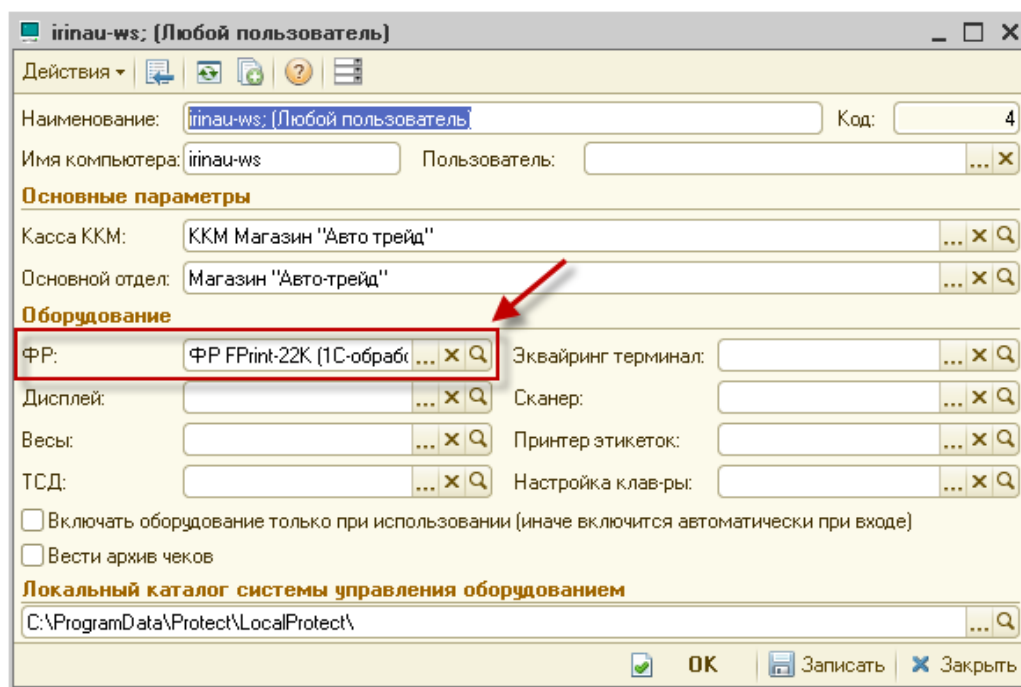 irinau-ws; (Любой пользователь)
Действия
Наименование: irinau-ws; (Любой пользователь) Код: 4
Имя компьютера: irinau-ws Пользователь: ...
Основные параметры
Касса ККМ: ККМ Магазин "Авто трейд" ...
Основной отдел: Магазин "Авто-трейд" ...
Оборудование
ФР: ФР FPrint-22K (1С-обрабо ... Эквайринг терминал: ...
Дисплей: ... Сканер: ...
Весы: ... Принтер этикеток: ...
ТСД: ... Настройка клав-ры: ...
Включать оборудование только при использовании (иначе включится автоматически при входе)
Вести архив чеков
Локальный каталог системы управления оборудованием
C:\ProgramData\Protect\LocalProtect\ ...
OK Записать Закрыть